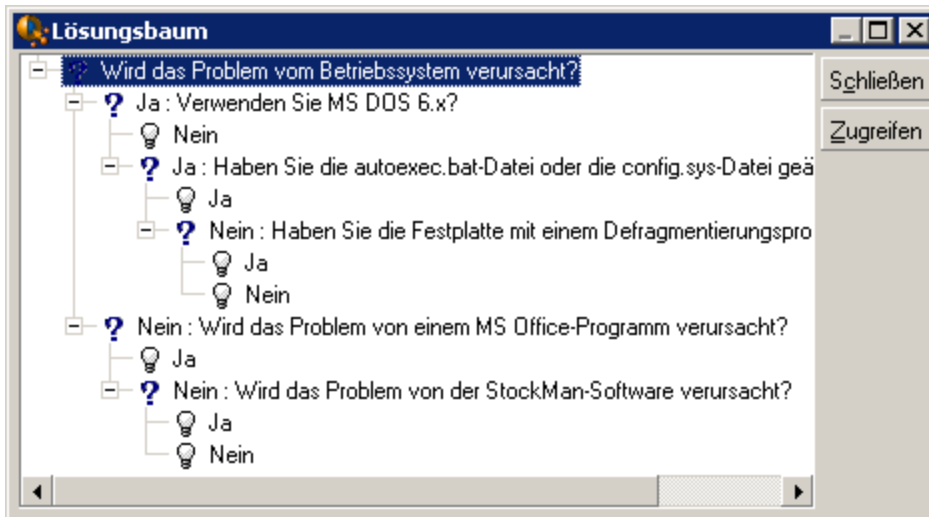 Lösungsbaum
Wird das Problem vom Betriebssystem verursacht?
Schließen
Ja : Verwenden Sie MS DOS 6.x?
Nein
Zugreifen
Ja : Haben Sie die autoexec.bat-Datei oder die config.sys-Datei geä
Ja
Nein : Haben Sie die Festplatte mit einem Defragmentierungspro
Ja
Nein
Nein : Wird das Problem von einem MS Office-Programm verursacht?
Ja
Nein : Wird das Problem von der StockMan-Software verursacht?
Ja
Nein